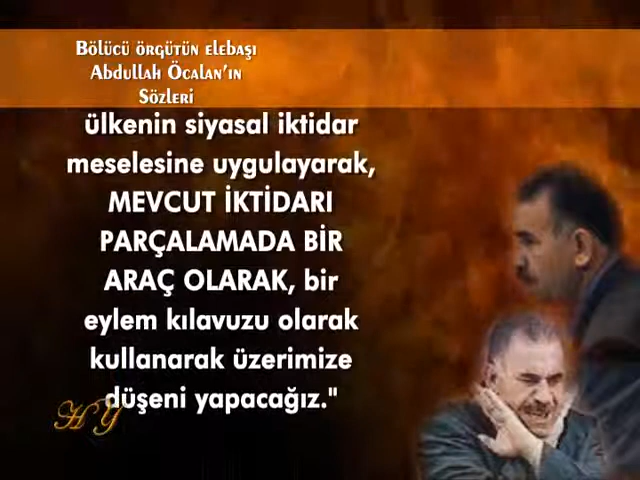 Bölücü örgütün elebaşı
Abdullah Öcalan'ın
Sözleri
ülkenin siyasal iktidar
meselesine uygulayarak,
MEVCUT İKTİDARI
PARÇALAMADA BİR
ARAÇ OLARAK, bir
eylem kılavuzu olarak
kullanarak üzerimize
düşeni yapacağız."
HY